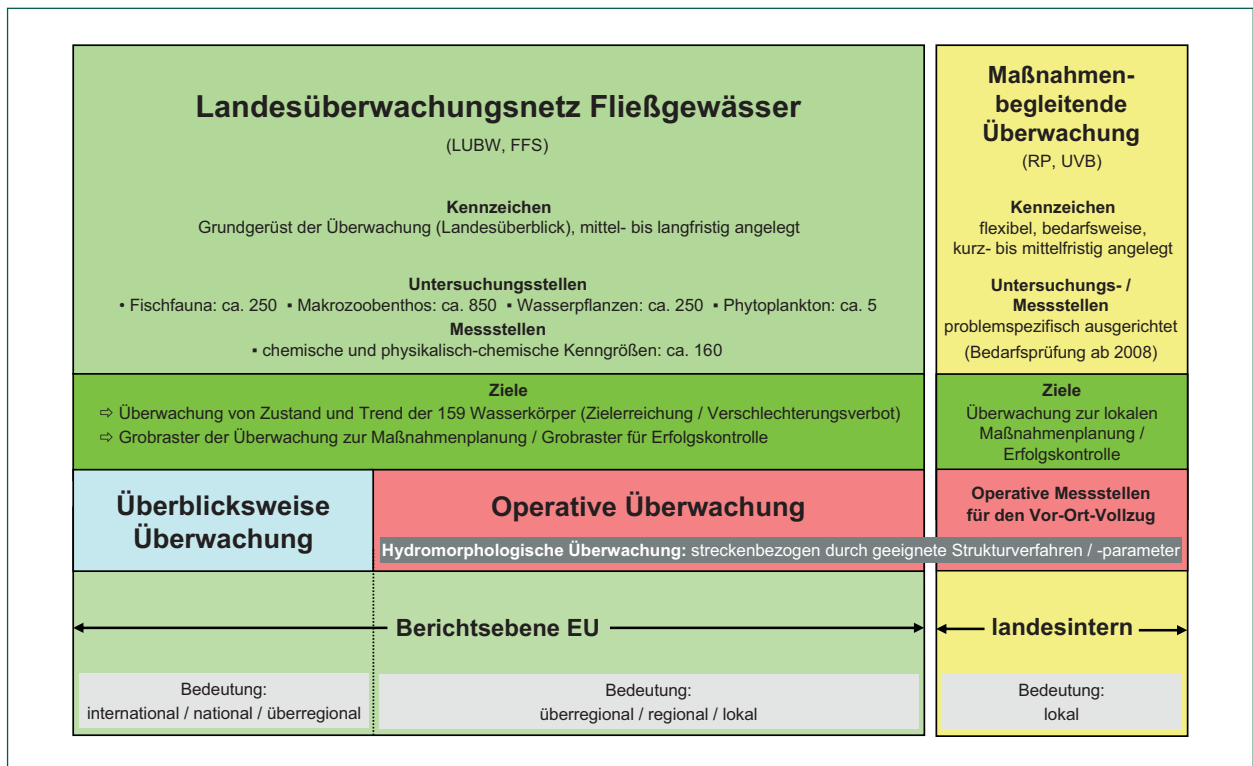 Landesüberwachungsnetz Fließgewässer
(LUBW, FFS)
Kennzeichen
Grundgerüst der Überwachung (Landesüberblick), mittel- bis langfristig angelegt
Untersuchungsstellen
• Fischfauna: ca. 250 ▪ Makrozoobenthos: ca. 850 ▪ Wasserpflanzen: ca. 250 ▪ Phytoplankton: ca. 5
Messstellen
▪ chemische und physikalisch-chemische Kenngrößen: ca. 160
Ziele
⇨ Überwachung von Zustand und Trend der 159 Wasserkörper (Zielerreichung / Verschlechterungsverbot)
⇨ Grobraster der Überwachung zur Maßnahmenplanung / Grobraster für Erfolgskontrolle
Maßnahmen-
begleitende
Überwachung
(RP, UVB)
Kennzeichen
flexibel, bedarfsweise,
kurz- bis mittelfristig angelegt
Untersuchungs- /
Messstellen
problemspezifisch ausgerichtet
(Bedarfsprüfung ab 2008)
Ziele
Überwachung zur lokalen
Maßnahmenplanung /
Erfolgskontrolle
Überblicksweise
Überwachung
Operative Überwachung
Operative Messstellen
für den Vor-Ort-Vollzug
Hydromorphologische Überwachung: streckenbezogen durch geeignete Strukturverfahren / -parameter
Berichtsebene EU
landesintern
Bedeutung:
international / national / überregional
Bedeutung:
überregional / regional / lokal
Bedeutung:
lokal